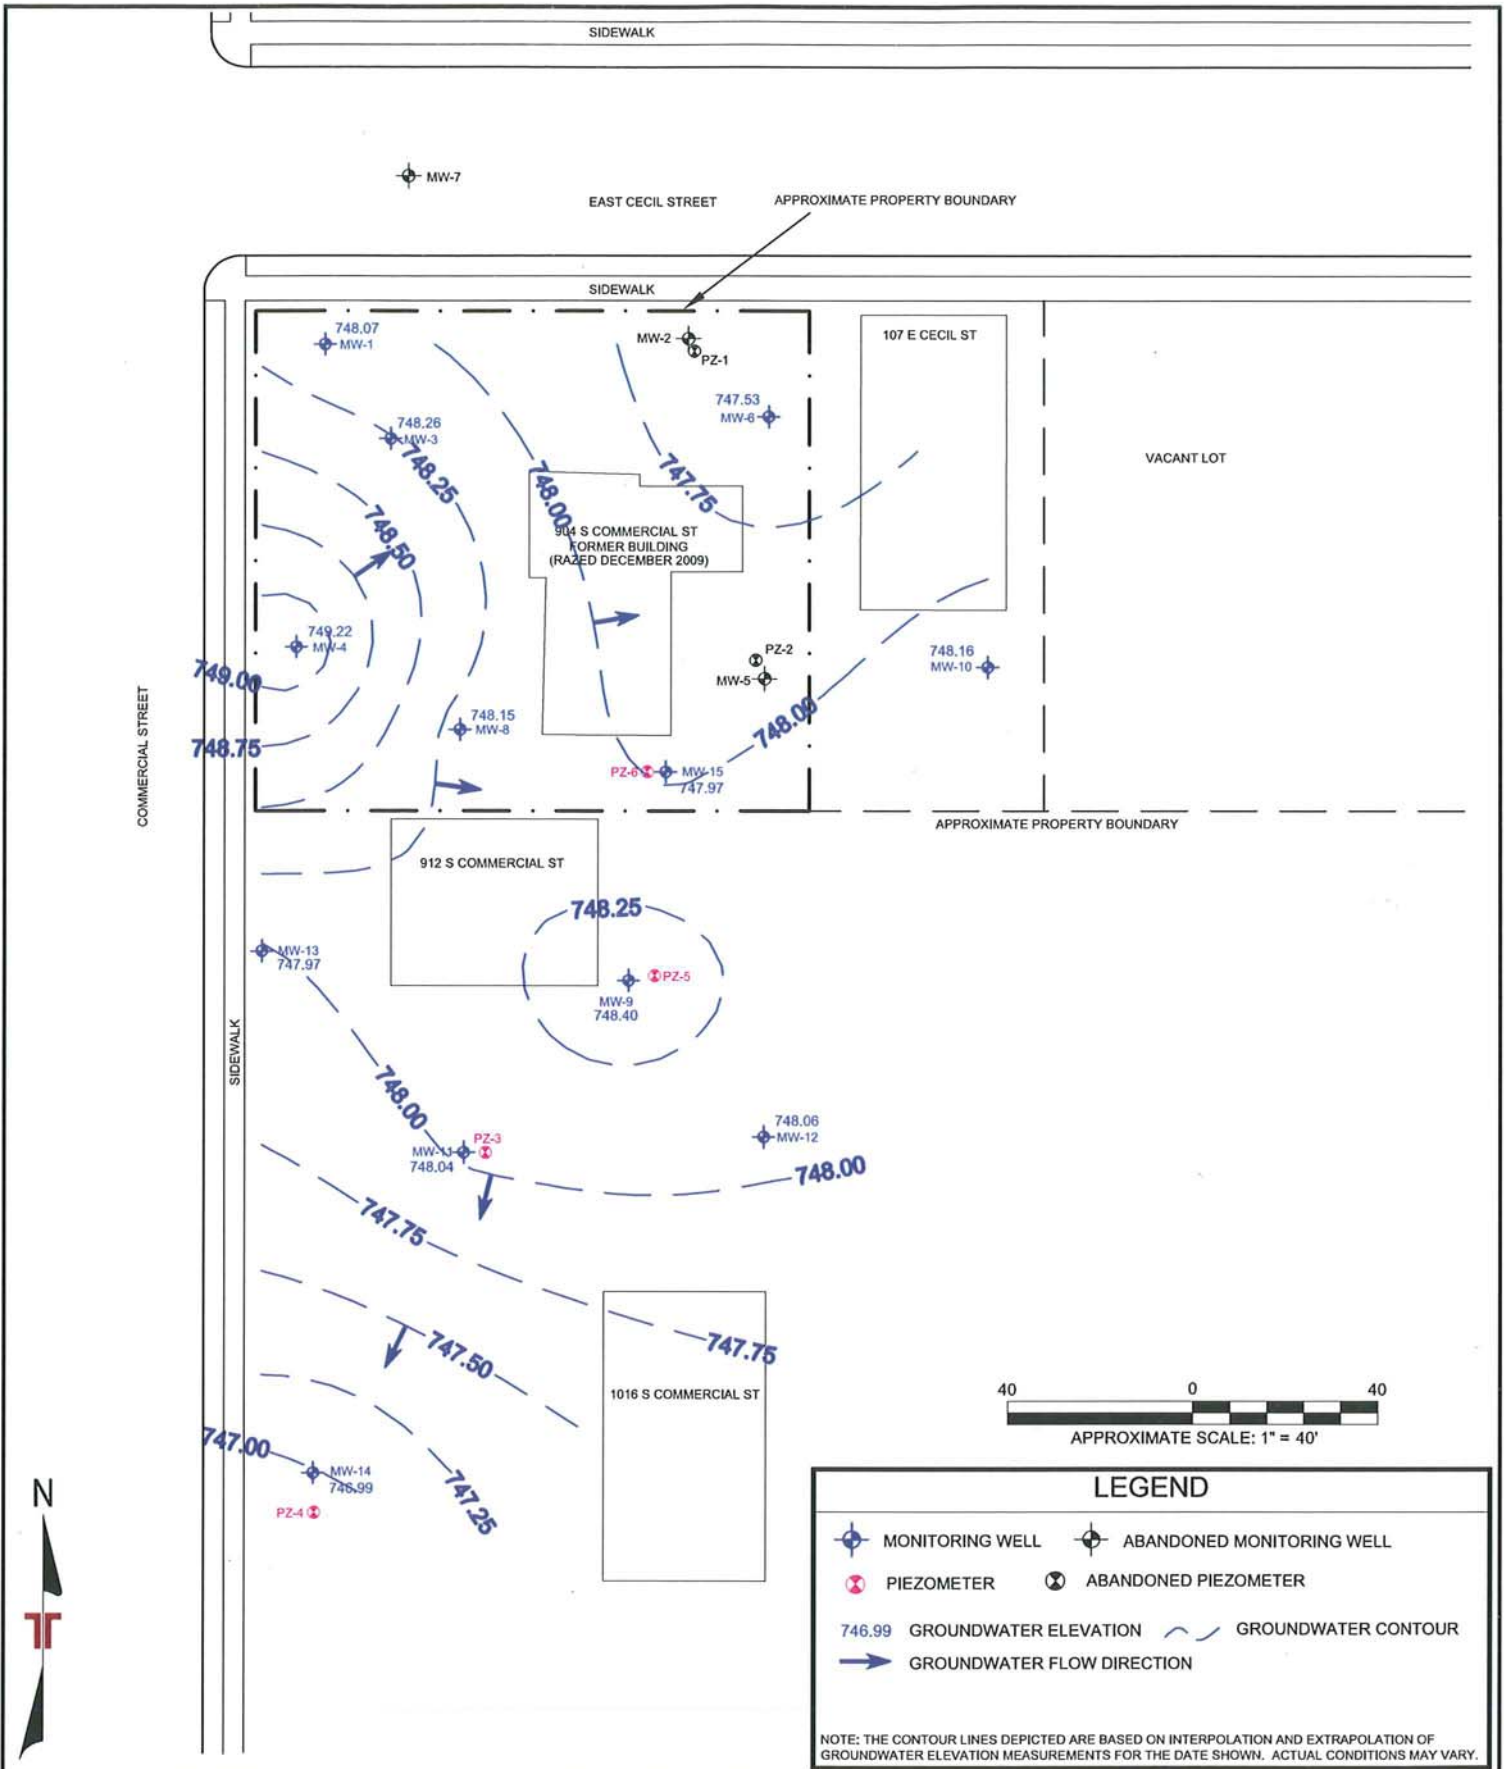 SIDEWALK
MW-7
EAST CECIL STREET
APPROXIMATE PROPERTY BOUNDARY
SIDEWALK
748.07
MW-1
MW-2
PZ-1
107 E CECIL ST
747.53
MW-6
748.26
MW-3
748.25
VACANT LOT
748.00
747.75
748.50
904 S COMMERCIAL ST
FORMER BUILDING
(RAZED DECEMBER 2009)
749.22
MW-4
749.00
PZ-2
MW-5
748.16
MW-10
748.15
MW-8
748.00
748.75
COMMERCIAL STREET
PZ-6
MW-15
747.97
APPROXIMATE PROPERTY BOUNDARY
912 S COMMERCIAL ST
748.25
MW-13
747.97
PZ-5
MW-9
748.40
SIDEWALK
748.00
748.06
MW-12
PZ-3
MW-11
748.04
748.00
747.75
747.75
747.50
1016 S COMMERCIAL ST
40 0 40
APPROXIMATE SCALE: 1" = 40'
747.00
MW-14
746.99
PZ-4
747.25
N
LEGEND
MONITORING WELL ABANDONED MONITORING WELL
PIEZOMETER ABANDONED PIEZOMETER
746.99 GROUNDWATER ELEVATION GROUNDWATER CONTOUR
GROUNDWATER FLOW DIRECTION
NOTE: THE CONTOUR LINES DEPICTED ARE BASED ON INTERPOLATION AND EXTRAPOLATION OF
GROUNDWATER ELEVATION MEASUREMENTS FOR THE DATE SHOWN. ACTUAL CONDITIONS MAY VARY.